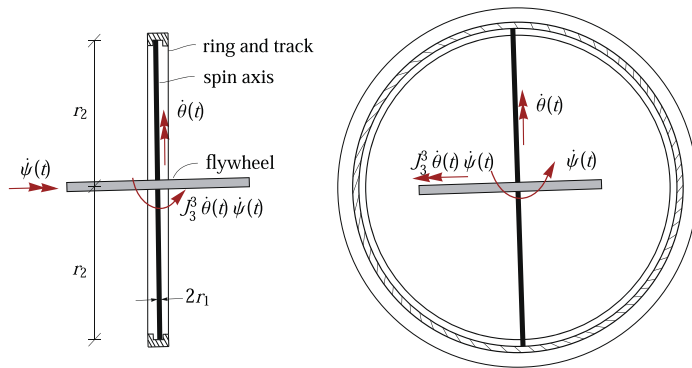 ring and track
spin axis
r₂
θ̇(t)
ψ̇(t)
flywheel
J₃³ θ̇(t) ψ̇(t)
r₂
2r₁
θ̇(t)
J₃³ θ̇(t) ψ̇(t)
ψ̇(t)